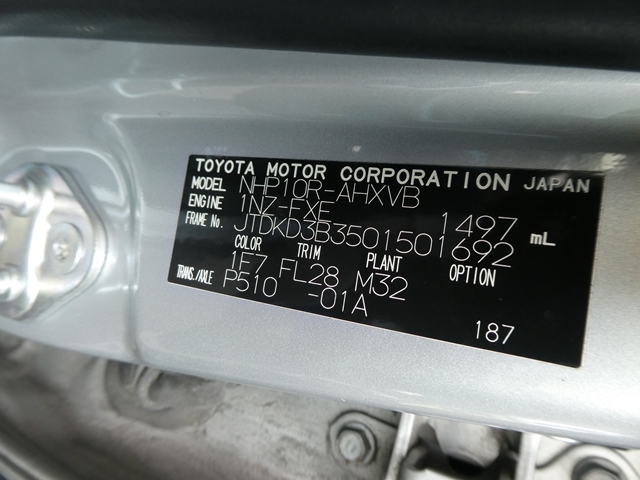 TOYOTA MOTOR CORPORATION JAPAN
MODEL NHP10R-AHXVB
ENGINE 1NZ-FXE 1497 mL
FRAME No. JTDKD3B3501501692
COLOR TRIM PLANT OPTION
1F7 FL28 M32
TRANS./AXLE P510 -01A
187